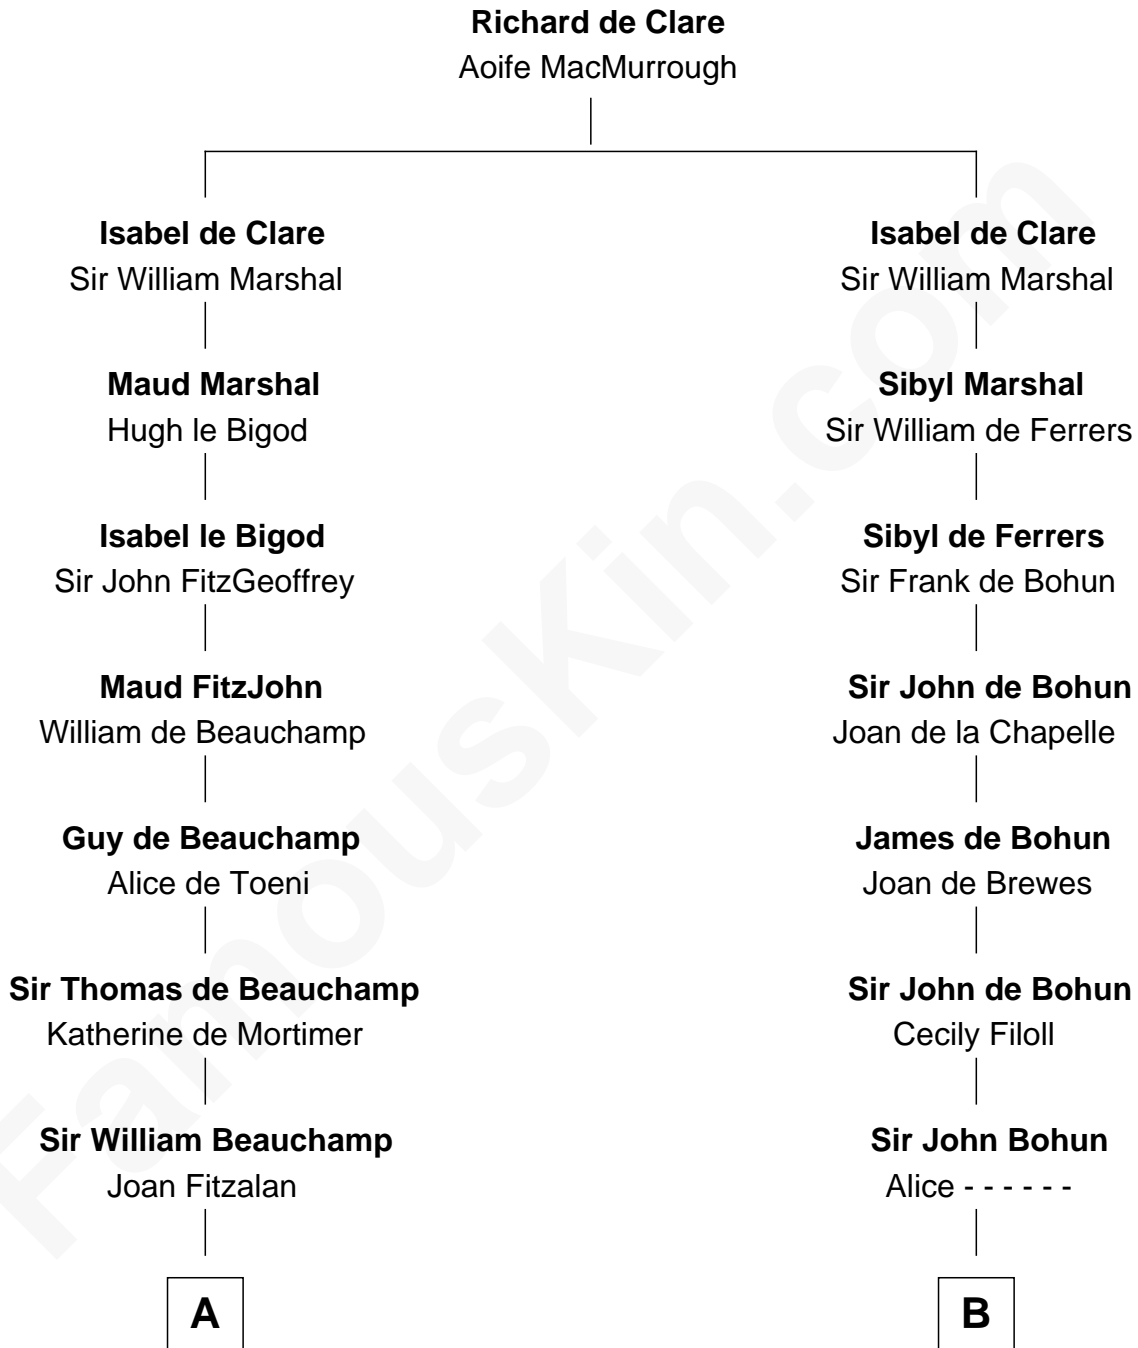 Richard de Clare
Aoife MacMurrough
Isabel de Clare
Sir William Marshal
Isabel de Clare
Sir William Marshal
Maud Marshal
Hugh le Bigod
Sibyl Marshal
Sir William de Ferrers
Isabel le Bigod
Sir John FitzGeoffrey
Sibyl de Ferrers
Sir Frank de Bohun
Maud FitzJohn
William de Beauchamp
Sir John de Bohun
Joan de la Chapelle
Guy de Beauchamp
Alice de Toeni
James de Bohun
Joan de Brewes
Sir Thomas de Beauchamp
Katherine de Mortimer
Sir John de Bohun
Cecily Filoll
Sir William Beauchamp
Joan Fitzalan
Sir John Bohun
Alice - - - - - -
A
B
FamousKin.com